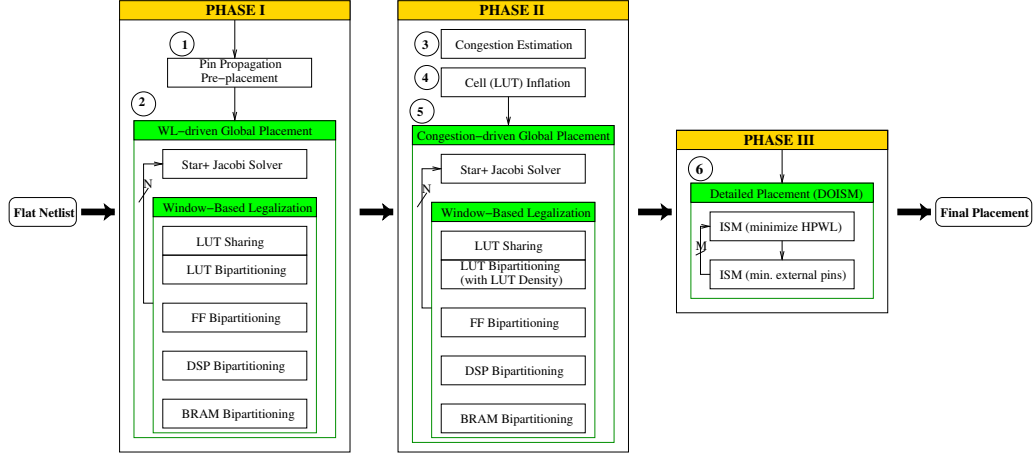 Flat Netlist
PHASE I
1
Pin Propagation
Pre-placement
2
WL-driven Global Placement
Star+ Jacobi Solver
N
Window-Based Legalization
LUT Sharing
LUT Bipartitioning
FF Bipartitioning
DSP Bipartitioning
BRAM Bipartitioning
PHASE II
3
Congestion Estimation
4
Cell (LUT) Inflation
5
Congestion-driven Global Placement
Star+ Jacobi Solver
N
Window-Based Legalization
LUT Sharing
LUT Bipartitioning
(with LUT Density)
FF Bipartitioning
DSP Bipartitioning
BRAM Bipartitioning
PHASE III
6
Detailed Placement (DOISM)
ISM (minimize HPWL)
M
ISM (min. external pins)
Final Placement